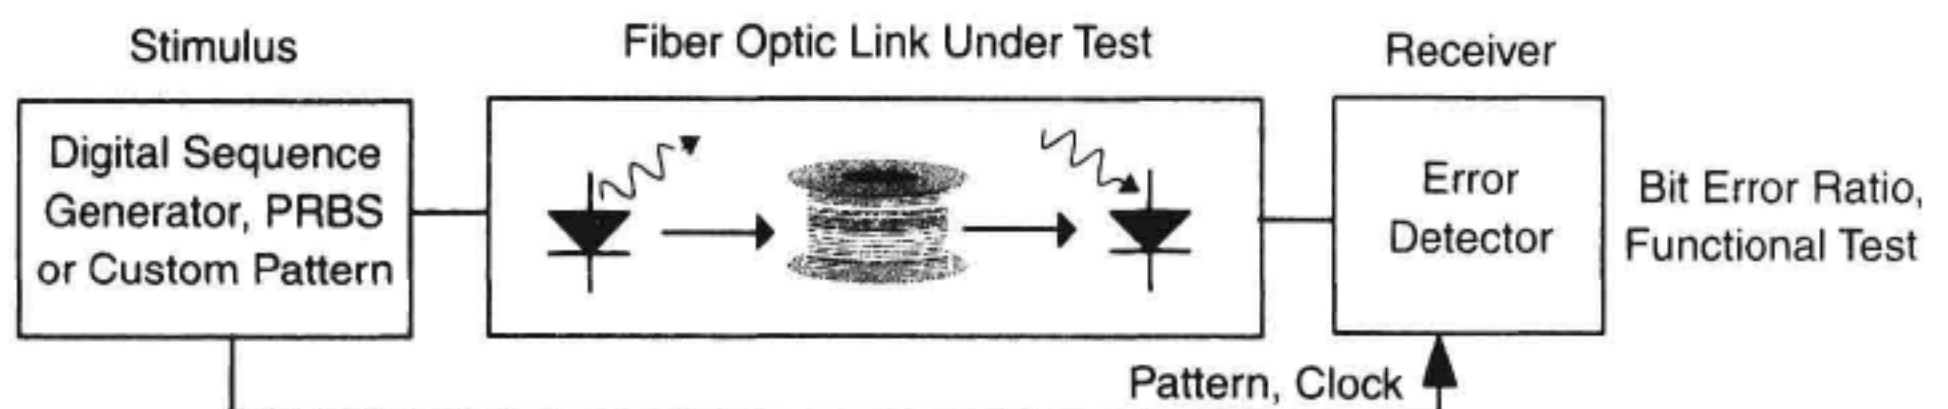 Stimulus
Fiber Optic Link Under Test
Receiver
Digital Sequence
Generator, PRBS
or Custom Pattern
Error
Detector
Bit Error Ratio,
Functional Test
Pattern, Clock